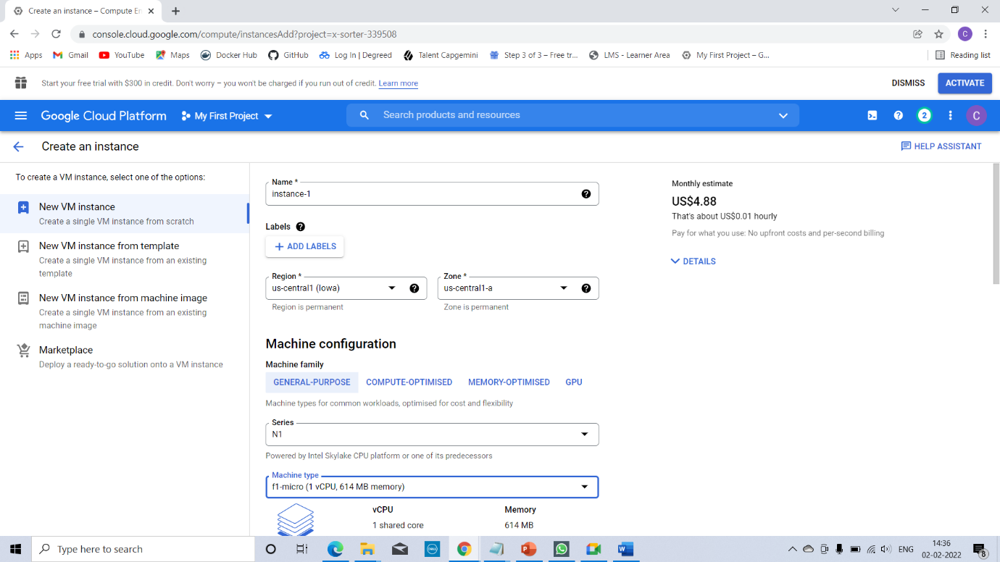 Create an instance – Compute En
console.cloud.google.com/compute/instancesAdd?project=x-sorter-339508
C
Apps
Gmail
YouTube
Maps
Docker Hub
GitHub
Log In | Degreed
Talent Capgemini
Step 3 of 3 – Free tr...
LMS - Learner Area
My First Project – G...
Reading list
Start your free trial with $300 in credit. Don't worry – you won't be charged if you run out of credit. Learn more
DISMISS
ACTIVATE
Google Cloud Platform
My First Project
Search products and resources
2
C
Create an instance
HELP ASSISTANT
To create a VM instance, select one of the options:
New VM instance
Create a single VM instance from scratch
New VM instance from template
Create a single VM instance from an existing
template
New VM instance from machine image
Create a single VM instance from an existing
machine image
Marketplace
Deploy a ready-to-go solution onto a VM instance
Name *
instance-1
Labels
ADD LABELS
Region *
us-central1 (Iowa)
Region is permanent
Zone *
us-central1-a
Zone is permanent
Machine configuration
Machine family
GENERAL-PURPOSE
COMPUTE-OPTIMISED
MEMORY-OPTIMISED
GPU
Machine types for common workloads, optimised for cost and flexibility
Series
N1
Powered by Intel Skylake CPU platform or one of its predecessors
Machine type
f1-micro (1 vCPU, 614 MB memory)
vCPU
1 shared core
Memory
614 MB
Monthly estimate
US$4.88
That's about US$0.01 hourly
Pay for what you use: No upfront costs and per-second billing
DETAILS
Type here to search
DELL
ENG
14:36
02-02-2022
8